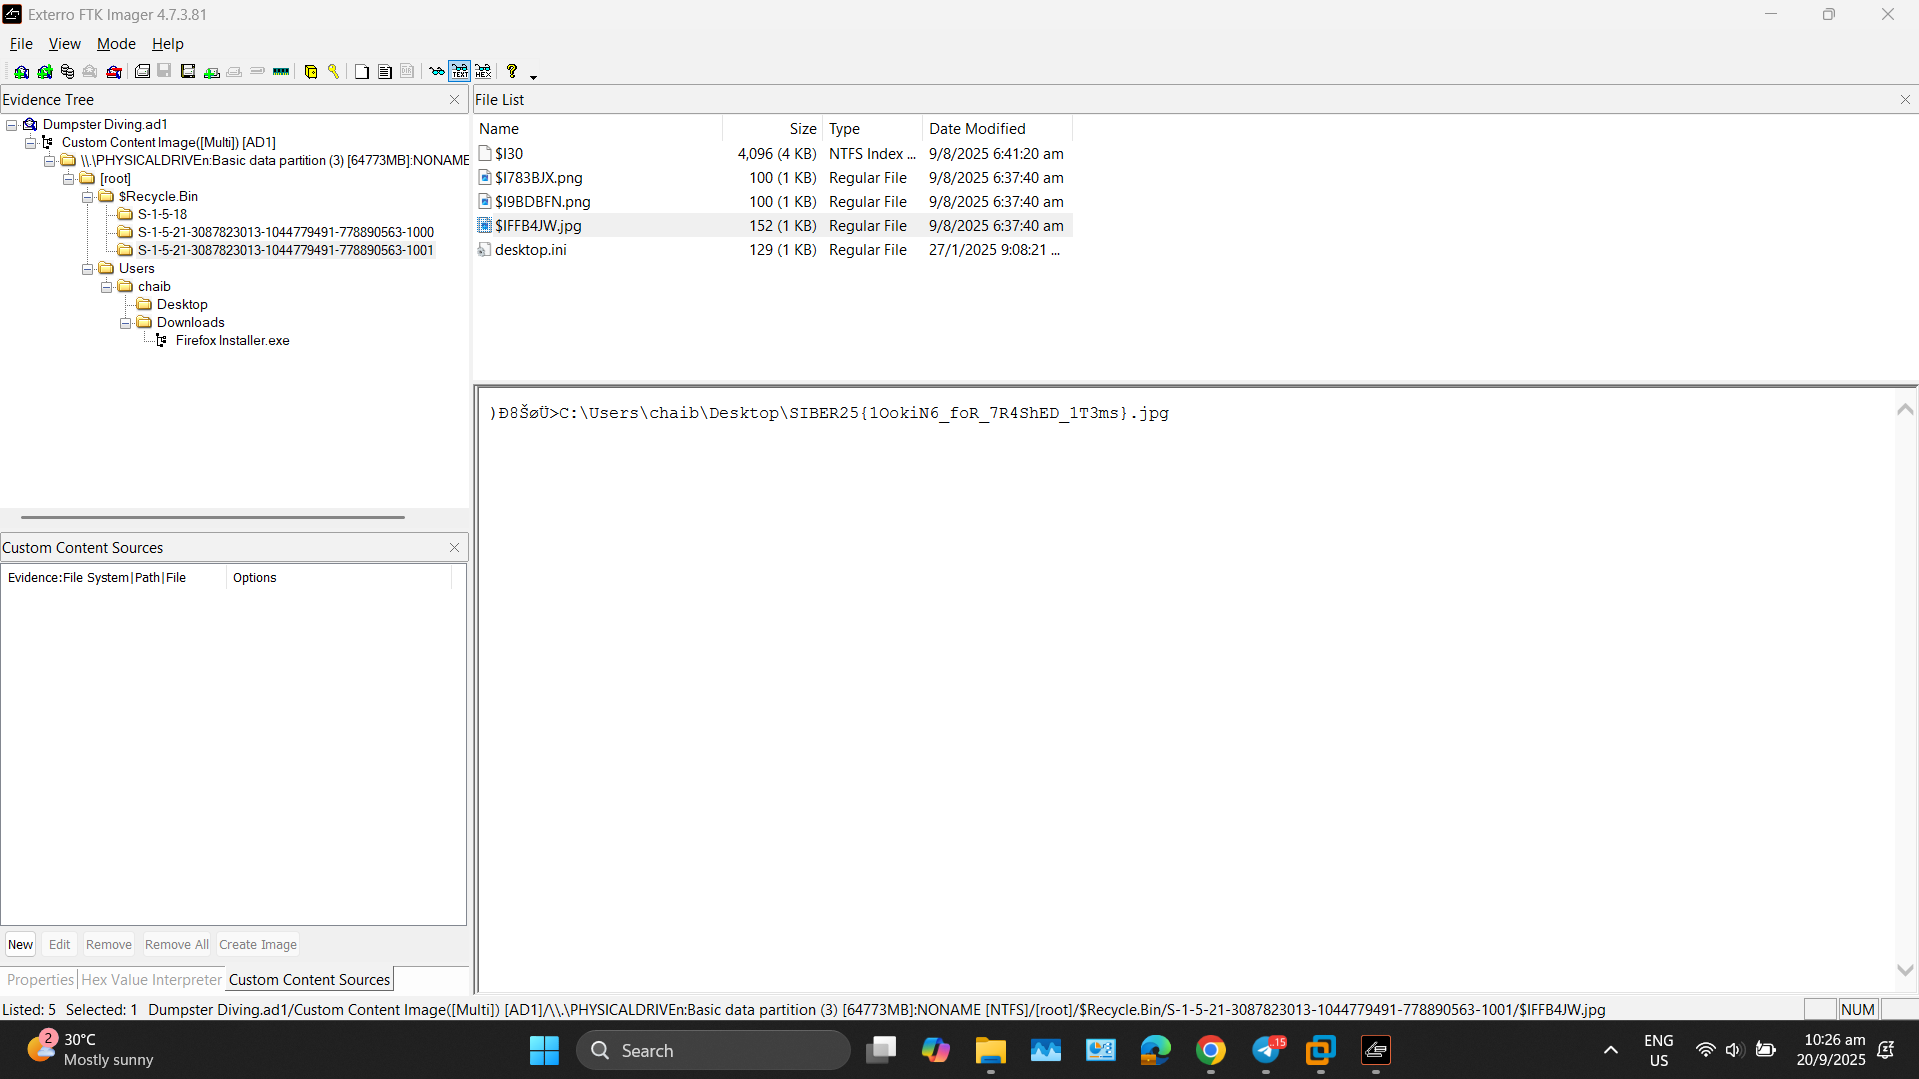 Exterro FTK Imager 4.7.3.81
File View Mode Help
Evidence Tree
Dumpster Diving.ad1
Custom Content Image([Multi]) [AD1]
\\.\PHYSICALDRIVEn:Basic data partition (3) [64773MB]:NONAME
[root]
$Recycle.Bin
S-1-5-18
S-1-5-21-3087823013-1044779491-778890563-1000
S-1-5-21-3087823013-1044779491-778890563-1001
Users
chaib
Desktop
Downloads
Firefox Installer.exe
File List
Name Size Type Date Modified
$I30 4,096 (4 KB) NTFS Index ... 9/8/2025 6:41:20 am
$I783BJX.png 100 (1 KB) Regular File 9/8/2025 6:37:40 am
$I9BDBFN.png 100 (1 KB) Regular File 9/8/2025 6:37:40 am
$IFFB4JW.jpg 152 (1 KB) Regular File 9/8/2025 6:37:40 am
desktop.ini 129 (1 KB) Regular File 27/1/2025 9:08:21 ...
)Ð8ŠøÜ>C:\Users\chaib\Desktop\SIBER25{1OokiN6_foR_7R4ShED_1T3ms}.jpg
Custom Content Sources
Evidence:File System|Path|File Options
New Edit Remove Remove All Create Image
Properties Hex Value Interpreter Custom Content Sources
Listed: 5 Selected: 1 Dumpster Diving.ad1/Custom Content Image([Multi]) [AD1]/\\.\PHYSICALDRIVEn:Basic data partition (3) [64773MB]:NONAME [NTFS]/[root]/$Recycle.Bin/S-1-5-21-3087823013-1044779491-778890563-1001/$IFFB4JW.jpg
NUM
2
30°C
Mostly sunny
Search
15
ENG
US
10:26 am
20/9/2025